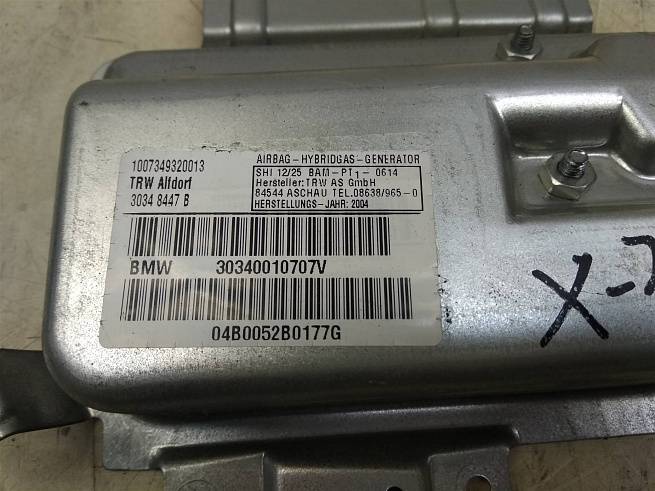 1007349320013
TRW Alldorf
3034 8447 B
AIRBAG-HYBRIDGAS-GENERATOR
SHI 12/25 BAM-PT1- 0614
Hersteller:TRW AS GmbH
84544 ASCHAU TEL.08638/965-0
HERSTELLUNGS-JAHR: 2004
BMW 30340010707V
04B0052B0177G